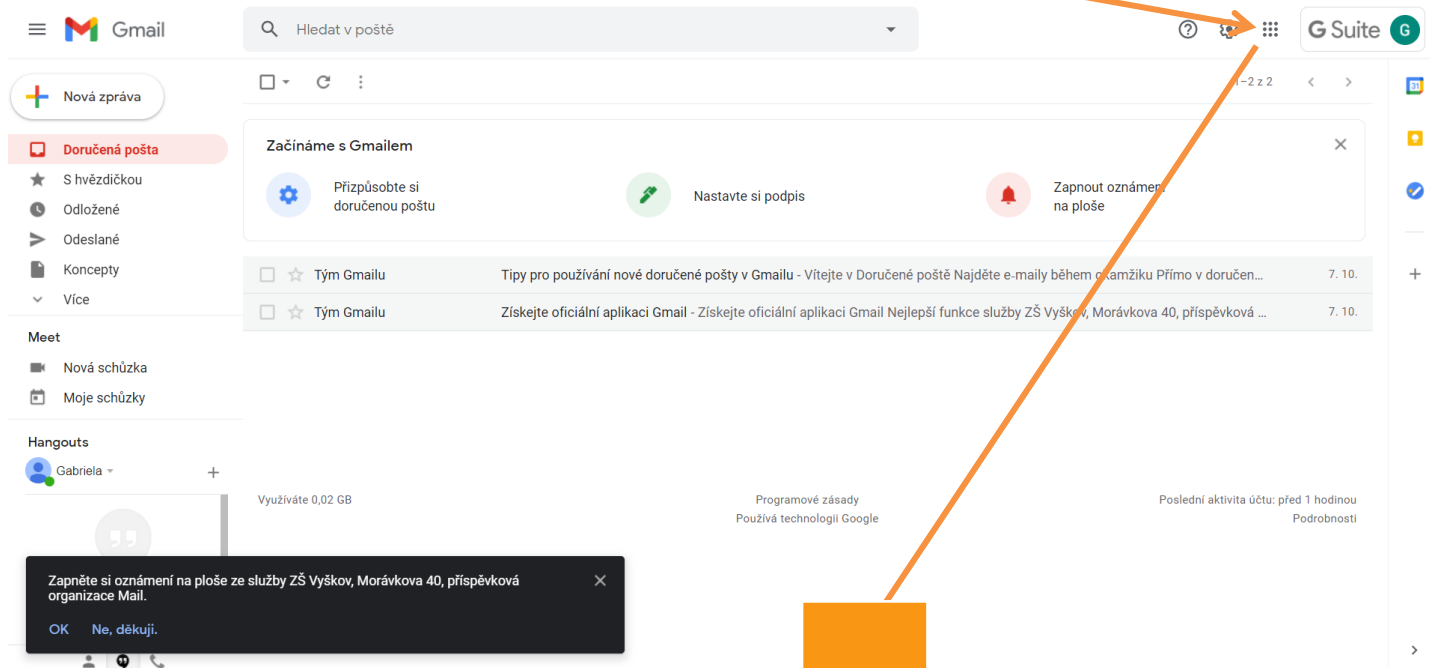 Gmail
Hledat v poště
G Suite
G
Nová zpráva
1–2 z 2
31
Doručená pošta
S hvězdičkou
Odložené
Odeslané
Koncepty
Více
Začínáme s Gmailem
Přizpůsobte si
doručenou poštu
Nastavte si podpis
Zapnout oznámení
na ploše
Tým Gmailu Tipy pro používání nové doručené pošty v Gmailu - Vítejte v Doručené poště Najděte e-maily během okamžiku Přímo v doručen... 7. 10.
Tým Gmailu Získejte oficiální aplikaci Gmail - Získejte oficiální aplikaci Gmail Nejlepší funkce služby ZŠ Vyškov, Morávkova 40, příspěvková ... 7. 10.
Meet
Nová schůzka
Moje schůzky
Hangouts
Gabriela
Využíváte 0,02 GB
Programové zásady
Používá technologii Google
Poslední aktivita účtu: před 1 hodinou
Podrobnosti
Zapněte si oznámení na ploše ze služby ZŠ Vyškov, Morávkova 40, příspěvková
organizace Mail.
OK Ne, děkuji.